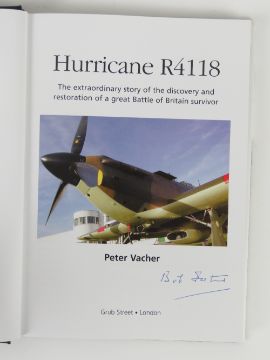 Hurricane R4118
The extraordinary story of the discovery and
restoration of a great Battle of Britain survivor
Peter Vacher
Bob
Grub Street • London